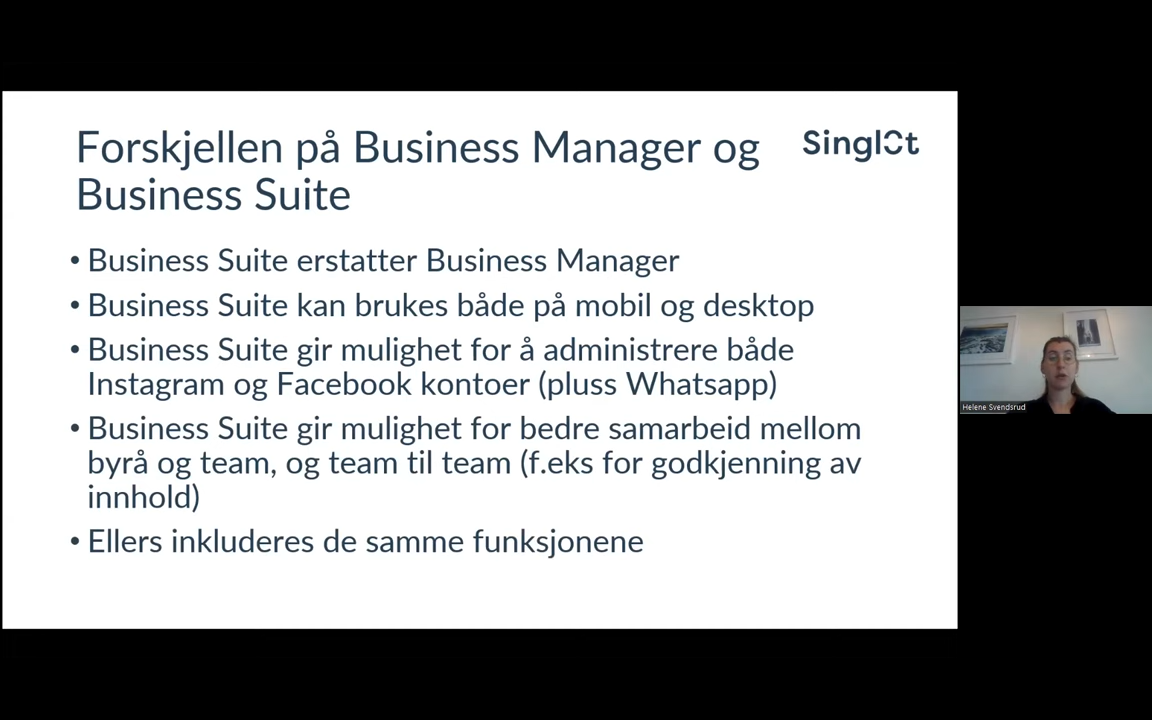 Forskjellen på Business Manager og
Business Suite
Singlet
• Business Suite erstatter Business Manager
• Business Suite kan brukes både på mobil og desktop
• Business Suite gir mulighet for å administrere både
Instagram og Facebook kontoer (pluss Whatsapp)
• Business Suite gir mulighet for bedre samarbeid mellom
byrå og team, og team til team (f.eks for godkjenning av
innhold)
• Ellers inkluderes de samme funksjonene
Helene Svendsrud